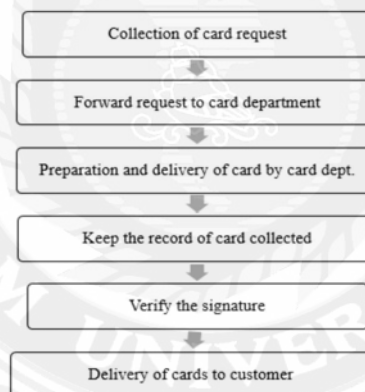 Collection of card request
Forward request to card department
Preparation and delivery of card by card dept.
Keep the record of card collected
Verify the signature
Delivery of cards to customer